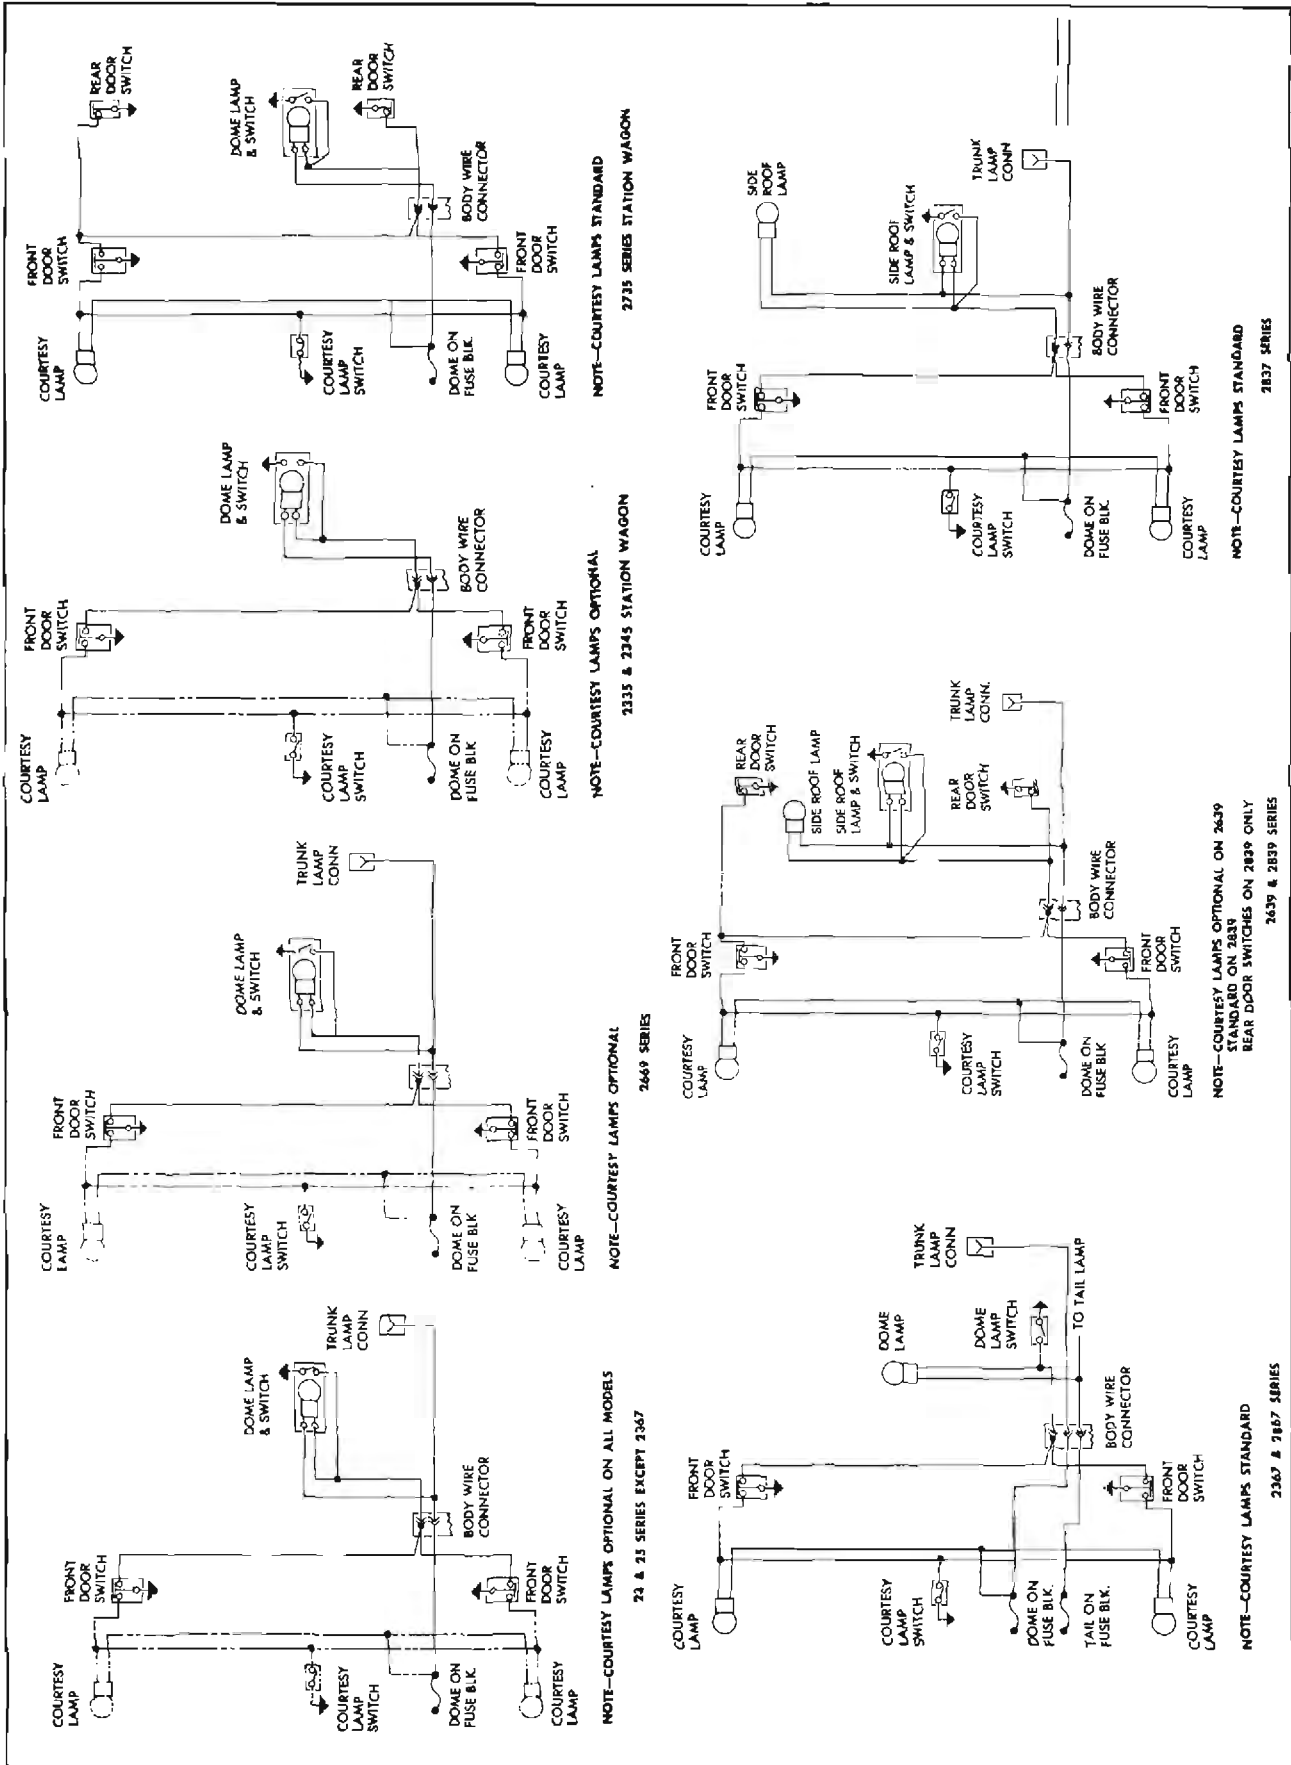 COURTESY
LAMP
FRONT
DOOR
SWITCH
DOME LAMP
& SWITCH
TRUNK
LAMP
CONN
COURTESY
LAMP
SWITCH
DOME ON
FUSE BLK.
BODY WIRE
CONNECTOR
COURTESY
LAMP
FRONT
DOOR
SWITCH
NOTE—COURTESY LAMPS OPTIONAL ON ALL MODELS
23 & 25 SERIES EXCEPT 2367
COURTESY
LAMP
FRONT
DOOR
SWITCH
DOME LAMP
& SWITCH
TRUNK
LAMP
CONN
COURTESY
LAMP
SWITCH
DOME ON
FUSE BLK
COURTESY
LAMP
FRONT
DOOR
SWITCH
NOTE—COURTESY LAMPS OPTIONAL
2669 SERIES
COURTESY
LAMP
FRONT
DOOR
SWITCH
DOME LAMP
& SWITCH
COURTESY
LAMP
SWITCH
DOME ON
FUSE BLK
BODY WIRE
CONNECTOR
COURTESY
LAMP
FRONT
DOOR
SWITCH
NOTE—COURTESY LAMPS OPTIONAL
2335 & 2345 STATION WAGON
COURTESY
LAMP
FRONT
DOOR
SWITCH
REAR
DOOR
SWITCH
DOME LAMP
& SWITCH
REAR
DOOR
SWITCH
COURTESY
LAMP
SWITCH
DOME ON
FUSE BLK.
BODY WIRE
CONNECTOR
COURTESY
LAMP
FRONT
DOOR
SWITCH
NOTE—COURTESY LAMPS STANDARD
2735 SERIES STATION WAGON
COURTESY
LAMP
FRONT
DOOR
SWITCH
DOME
LAMP
TRUNK
LAMP
CONN
COURTESY
LAMP
SWITCH
DOME
LAMP
SWITCH
DOME ON
FUSE BLK.
TO TAIL LAMP
TAIL ON
FUSE BLK.
BODY WIRE
CONNECTOR
COURTESY
LAMP
FRONT
DOOR
SWITCH
NOTE—COURTESY LAMPS STANDARD
2367 & 2867 SERIES
COURTESY
LAMP
FRONT
DOOR
SWITCH
REAR
DOOR
SWITCH
SIDE ROOF LAMP
SIDE ROOF
LAMP & SWITCH
REAR
DOOR
SWITCH
TRUNK
LAMP
CONN.
COURTESY
LAMP
SWITCH
DOME ON
FUSE BLK
BODY WIRE
CONNECTOR
COURTESY
LAMP
FRONT
DOOR
SWITCH
NOTE—COURTESY LAMPS OPTIONAL ON 2639
STANDARD ON 2839
REAR DOOR SWITCHES ON 2839 ONLY
2639 & 2839 SERIES
COURTESY
LAMP
FRONT
DOOR
SWITCH
SIDE
ROOF
LAMP
SIDE ROOF
LAMP & SWITCH
TRUNK
LAMP
CONN
COURTESY
LAMP
SWITCH
DOME ON
FUSE BLK.
BODY WIRE
CONNECTOR
COURTESY
LAMP
FRONT
DOOR
SWITCH
NOTE—COURTESY LAMPS STANDARD
2837 SERIES